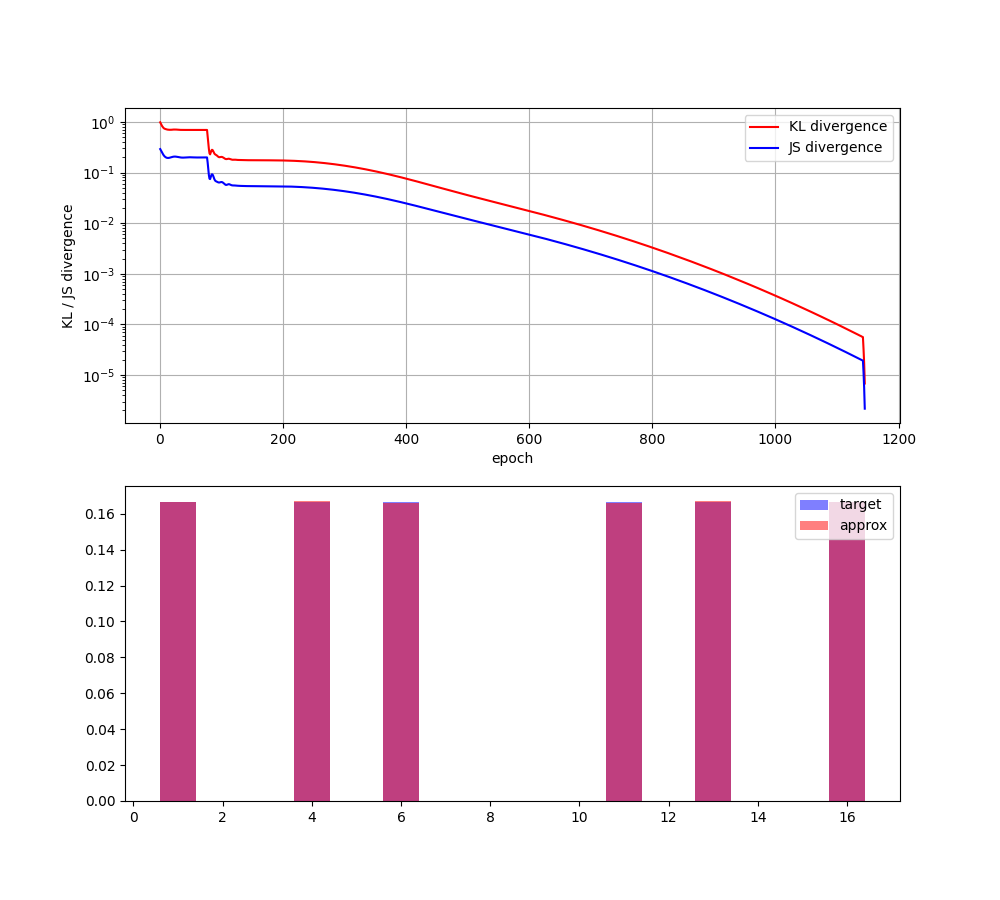 10⁰
10⁻¹
10⁻²
10⁻³
10⁻⁴
10⁻⁵
KL / JS divergence
KL divergence
JS divergence
0 200 400 600 800 1000 1200
epoch
0.16
0.14
0.12
0.10
0.08
0.06
0.04
0.02
0.00
target
approx
0 2 4 6 8 10 12 14 16